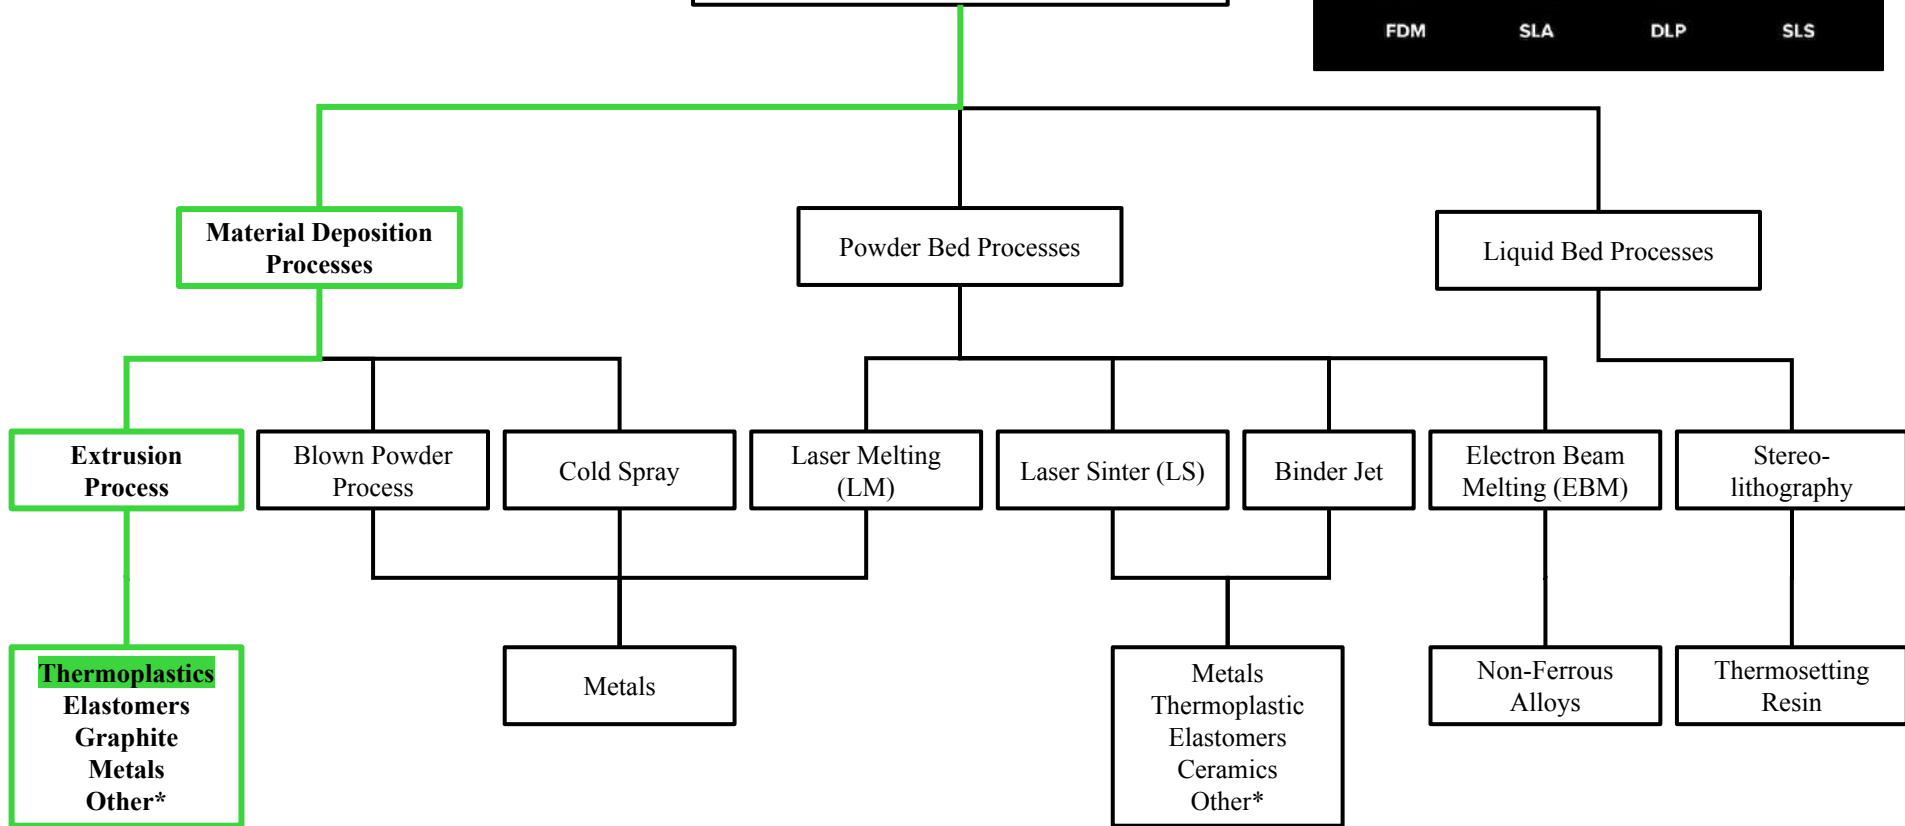 FDM SLA DLP SLS
Material Deposition
Processes
Powder Bed Processes
Liquid Bed Processes
Extrusion
Process
Blown Powder
Process
Cold Spray
Laser Melting
(LM)
Laser Sinter (LS)
Binder Jet
Electron Beam
Melting (EBM)
Stereo-
lithography
Thermoplastics
Elastomers
Graphite
Metals
Other*
Metals
Metals
Thermoplastic
Elastomers
Ceramics
Other*
Non-Ferrous
Alloys
Thermosetting
Resin